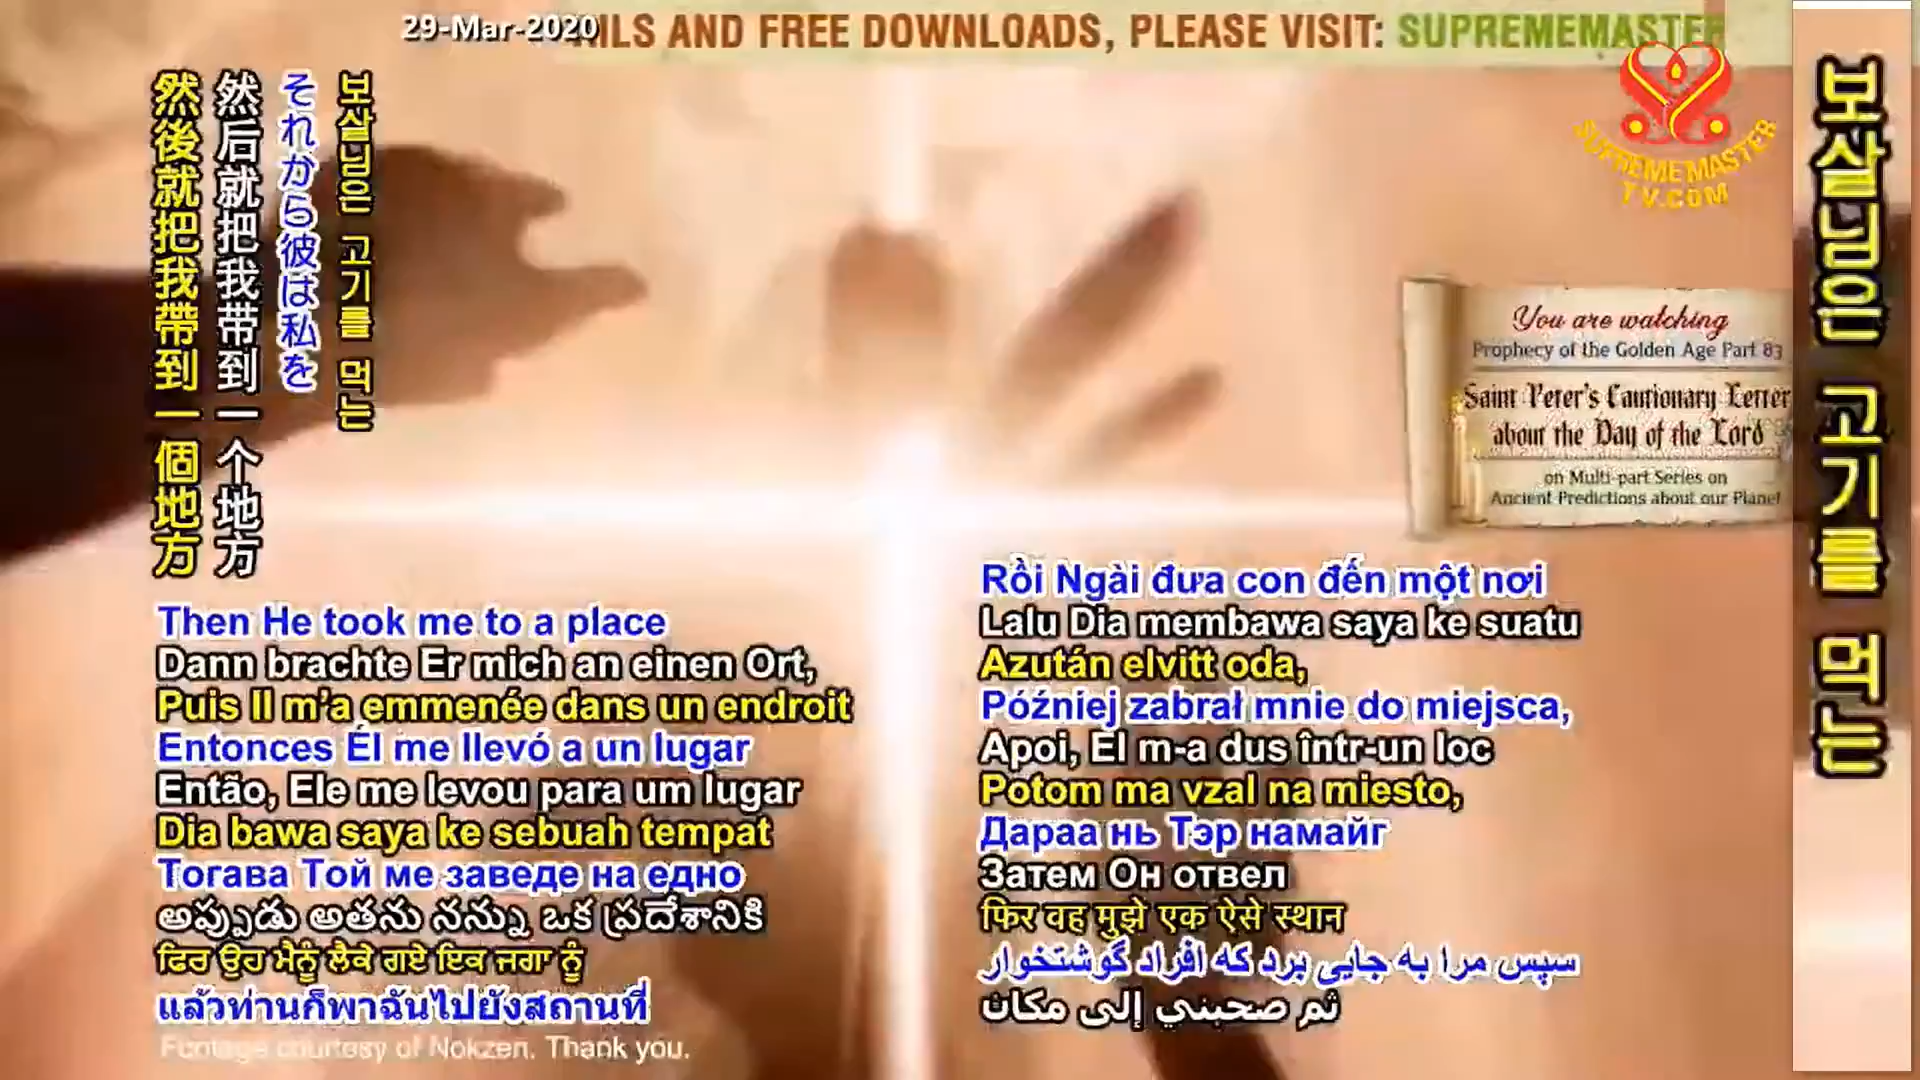 29-Mar-2020
ILS AND FREE DOWNLOADS, PLEASE VISIT: SUPREMEMASTER
SUPREMEMASTER
TV.COM
然後就把我帶到一個地方
然后就把我带到一个地方
それから彼は私を
보살님은 고기를 먹는
보살님은 고기를 먹는
You are watching
Prophecy of the Golden Age Part 83
Saint Peter's Cautionary Letter
about the Day of the Lord
on Multi-part Series on
Ancient Predictions about our Planet
Then He took me to a place
Dann brachte Er mich an einen Ort,
Puis Il m'a emmenée dans un endroit
Entonces Él me llevó a un lugar
Então, Ele me levou para um lugar
Dia bawa saya ke sebuah tempat
Тогава Той ме заведе на едно
అప్పుడు అతను నన్ను ఒక ప్రదేశానికి
ਫਿਰ ਉਹ ਮੈਨੂੰ ਲੈਕੇ ਗਏ ਇਕ ਜਗਾ ਨੂੰ
แล้วท่านก็พาฉันไปยังสถานที่
Footage courtesy of Nokzen. Thank you.
Rồi Ngài đưa con đến một nơi
Lalu Dia membawa saya ke suatu
Azután elvitt oda,
Później zabrał mnie do miejsca,
Apoi, El m-a dus într-un loc
Potom ma vzal na miesto,
Дараа нь Тэр намайг
Затем Он отвел
फिर वह मुझे एक ऐसे स्थान
سپس مرا به جایی برد که افراد گوشتخوار
ثم صحبني إلى مكان